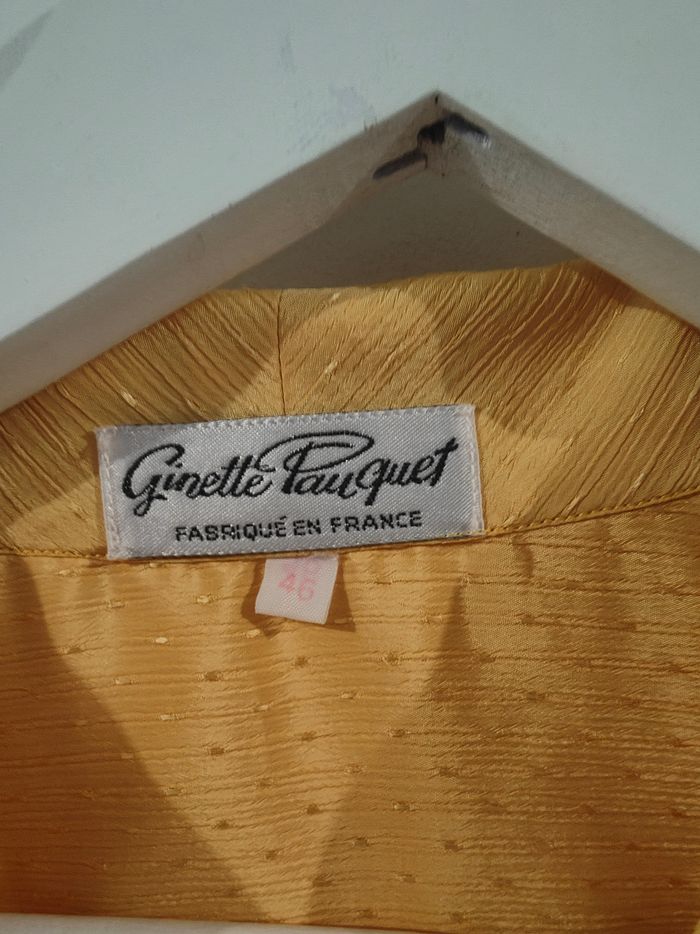 Ginette Pauquet
FABRIQUÉ EN FRANCE
46